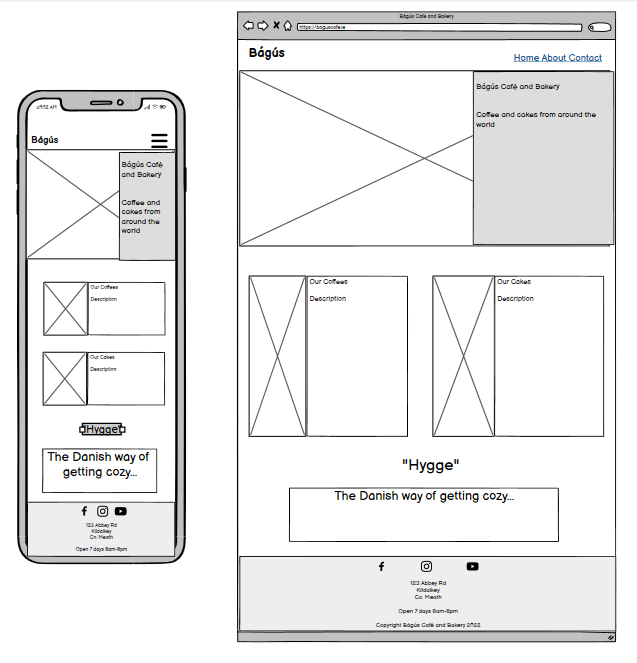 09:52 AM
Bágús
Bágús Café
and Bakery
Coffee and
cakes from
around the
world
Our Coffees
Description
Our Cakes
Description
"Hygge"
The Danish way of
getting cozy...
123 Abbey Rd
Kildalkey
Co. Meath
Open 7 days 8am-8pm
Bágús Cafe and Bakery
https://baguscafe.ie
Bágús
Home About Contact
Bágús Café and Bakery
Coffee and cakes from around the
world
Our Coffees
Description
Our Cakes
Description
"Hygge"
The Danish way of getting cozy...
123 Abbey Rd
Kildalkey
Co. Meath
Open 7 days 8am-8pm
Copyright Bágús Café and Bakery 2022